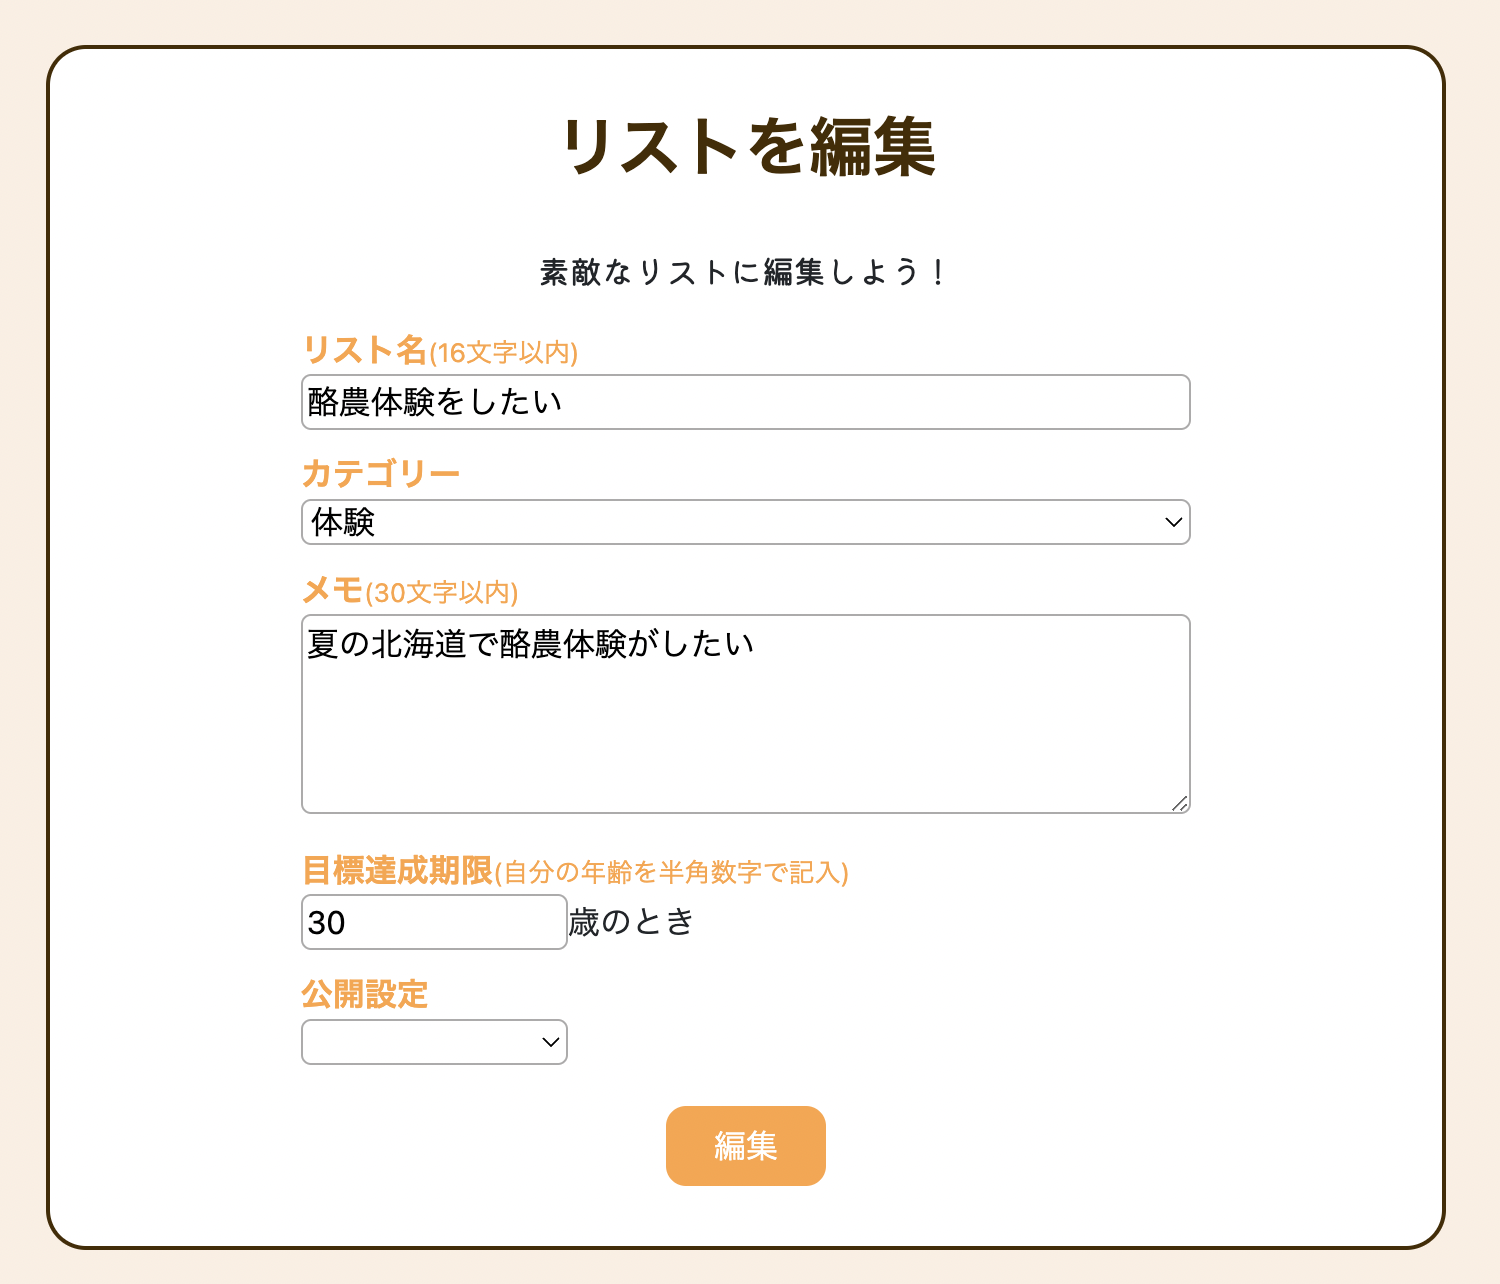 リストを編集
素敵なリストに編集しよう！
リスト名(16文字以内)
酪農体験をしたい
カテゴリー
体験
メモ(30文字以内)
夏の北海道で酪農体験がしたい
目標達成期限(自分の年齢を半角数字で記入)
30歳のとき
公開設定
編集